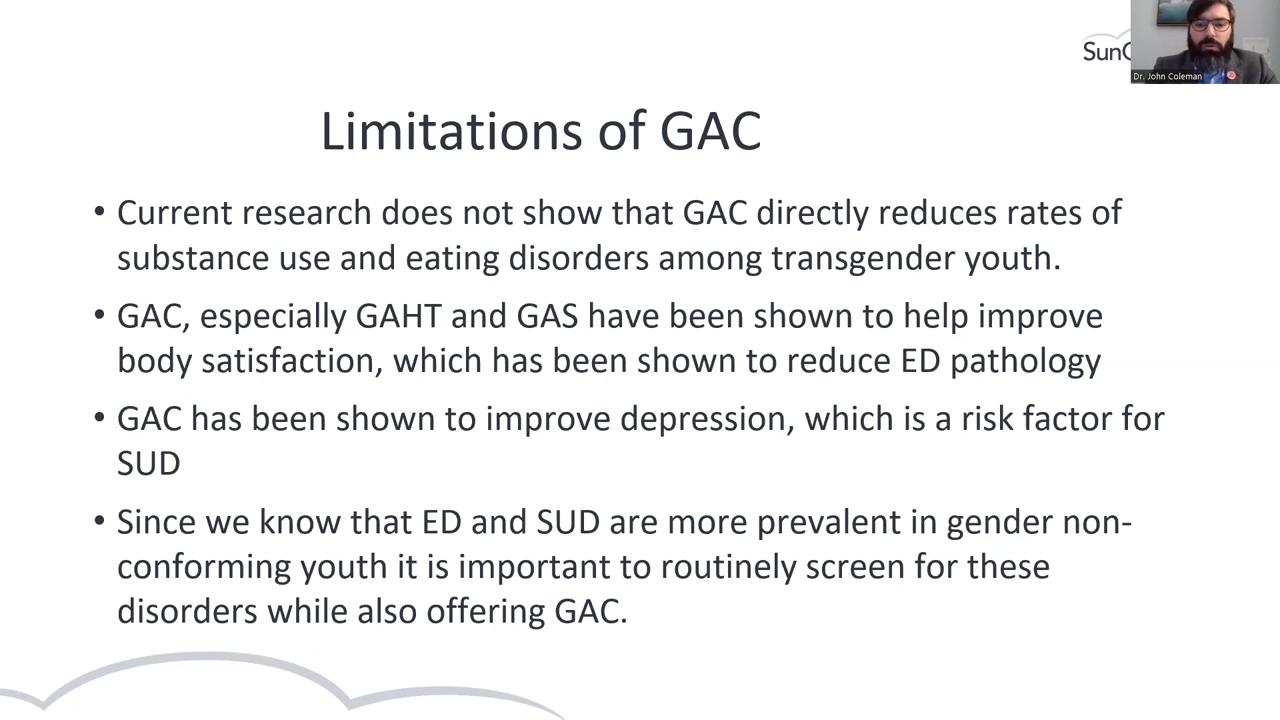 Dr. John Coleman
Limitations of GAC
• Current research does not show that GAC directly reduces rates of
substance use and eating disorders among transgender youth.
• GAC, especially GAHT and GAS have been shown to help improve
body satisfaction, which has been shown to reduce ED pathology
• GAC has been shown to improve depression, which is a risk factor for
SUD
• Since we know that ED and SUD are more prevalent in gender non-
conforming youth it is important to routinely screen for these
disorders while also offering GAC.